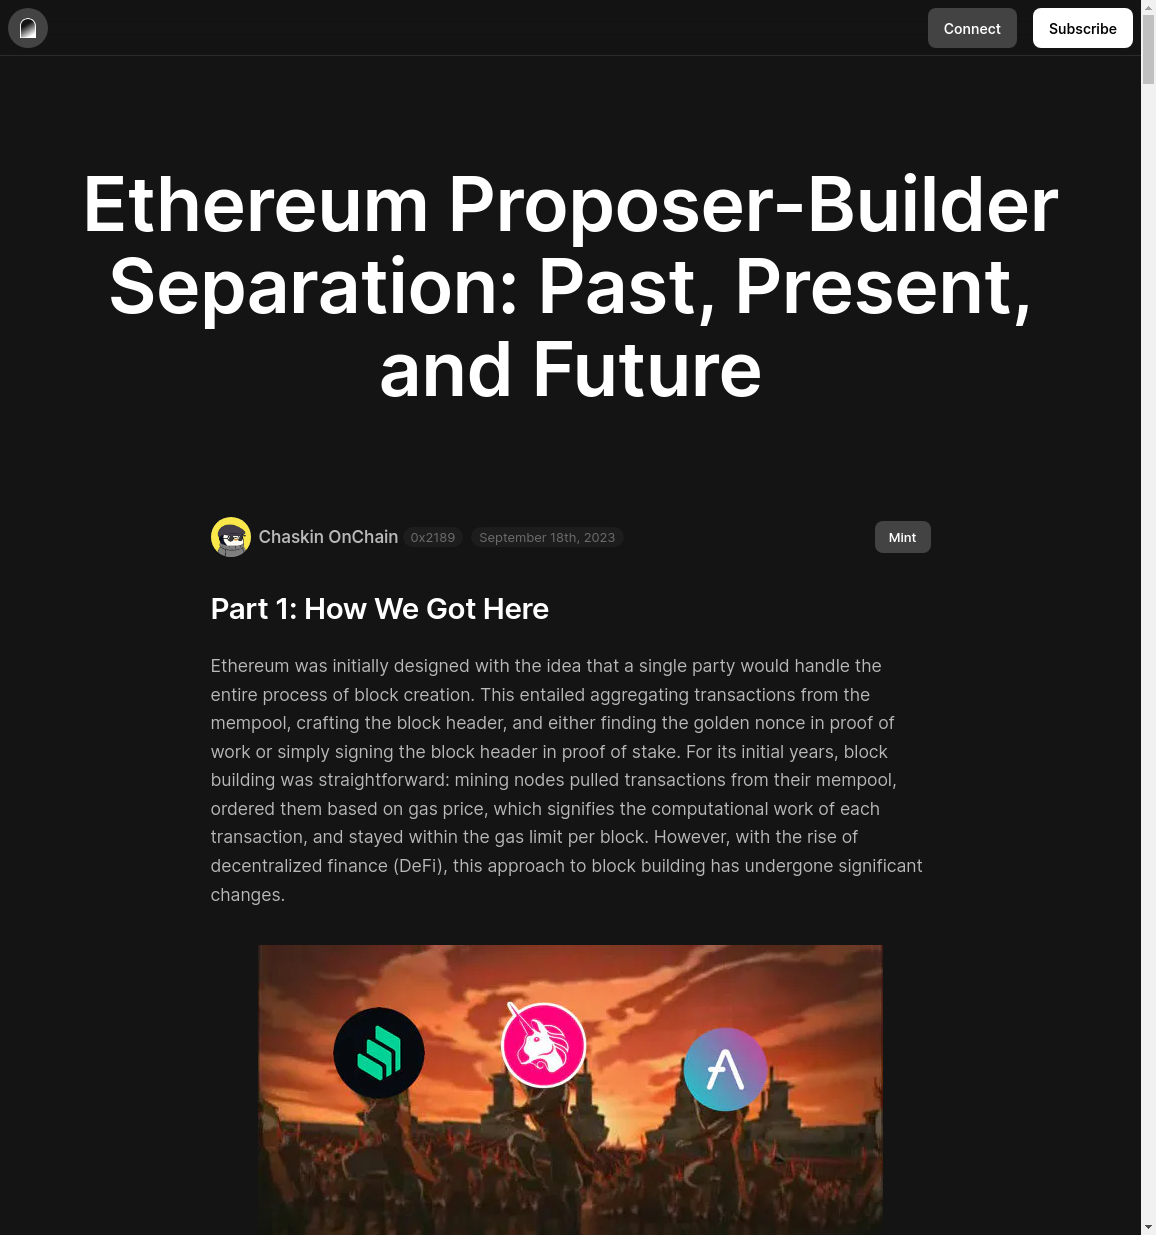 Connect
Subscribe
Ethereum Proposer-Builder
Separation: Past, Present,
and Future
Chaskin OnChain 0x2189 September 18th, 2023
Mint
Part 1: How We Got Here
Ethereum was initially designed with the idea that a single party would handle the
entire process of block creation. This entailed aggregating transactions from the
mempool, crafting the block header, and either finding the golden nonce in proof of
work or simply signing the block header in proof of stake. For its initial years, block
building was straightforward: mining nodes pulled transactions from their mempool,
ordered them based on gas price, which signifies the computational work of each
transaction, and stayed within the gas limit per block. However, with the rise of
decentralized finance (DeFi), this approach to block building has undergone significant
changes.